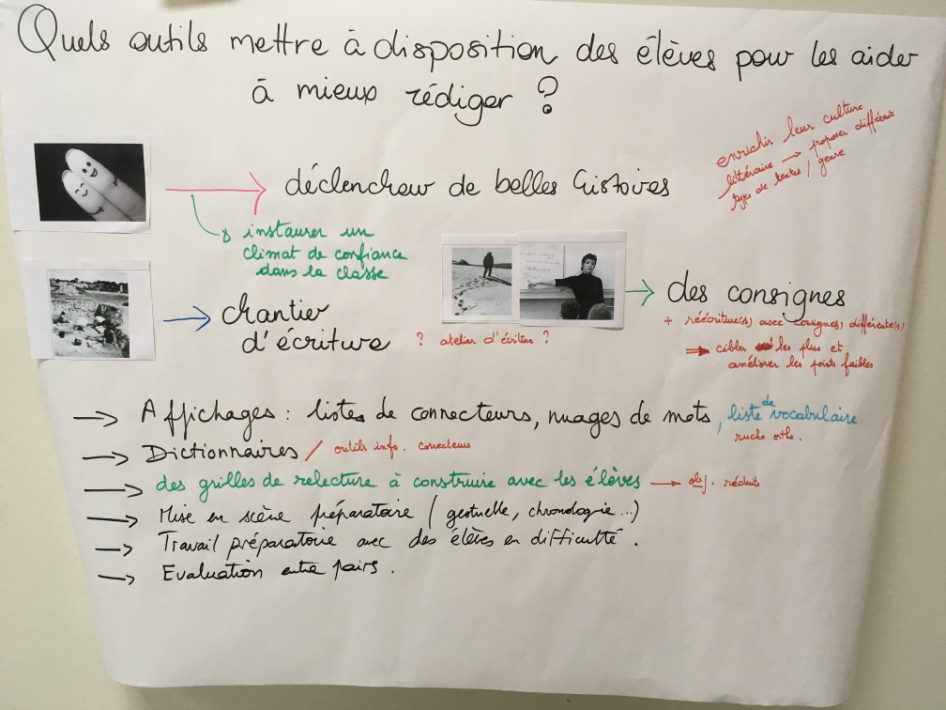 Quels outils mettre à disposition des élèves pour les aider
à mieux rédiger ?
enrichir leur culture
littéraire → proposer différents
types de textes / genre
déclencheur de belles histoires
instaurer un
climat de confiance
dans la classe
des consignes
+ réécriture(s) avec consignes différente(s)
⇒ cibler les plus et
améliorer les points faibles
chantier
d'écriture
? atelier d'écriture ?
→ Affichages : listes de connecteurs, nuages de mots, liste de vocabulaire
ruche ortho.
→ Dictionnaires / outils info. correcteurs
→ des grilles de relecture à construire avec les élèves → obj. réduits
→ Mise en scène préparatoire ( gestuelle, chronologie ...)
→ Travail préparatoire avec des élèves en difficulté .
→ Evaluation entre pairs .